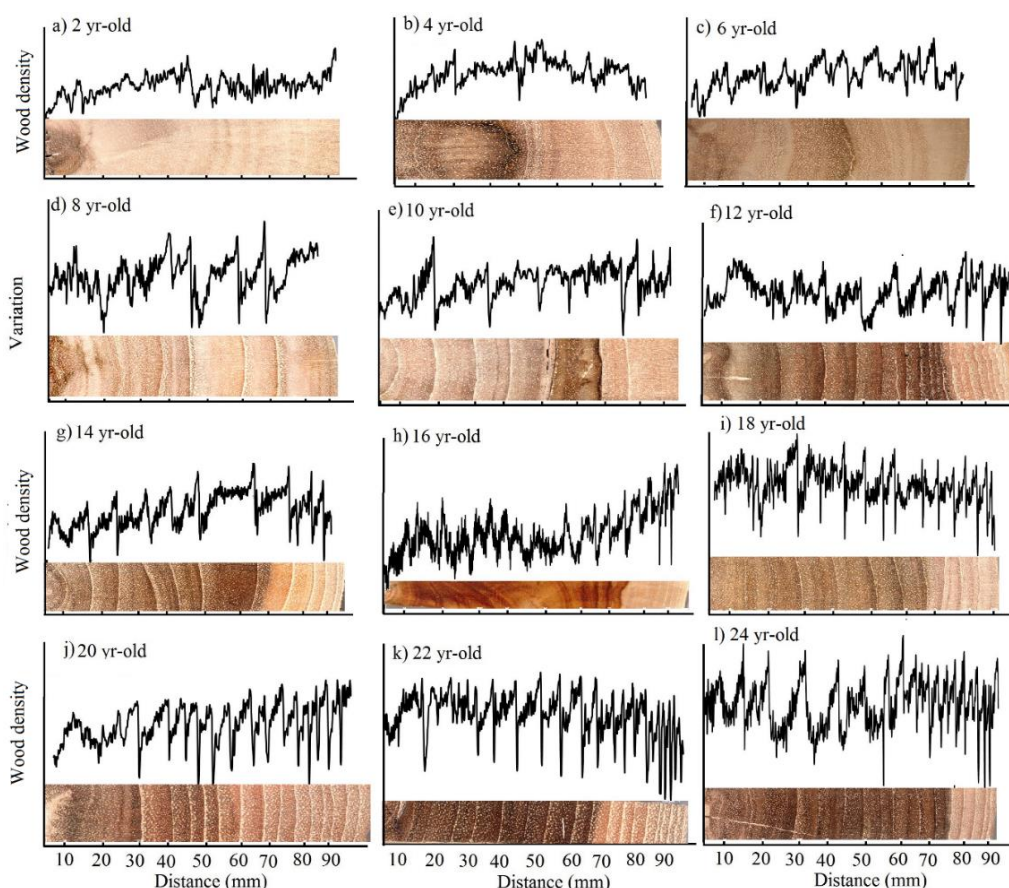 a) 2 yr-old
b) 4 yr-old
c) 6 yr-old
Wood density
d) 8 yr-old
e) 10 yr-old
f) 12 yr-old
Variation
g) 14 yr-old
h) 16 yr-old
i) 18 yr-old
Wood density
j) 20 yr-old
k) 22 yr-old
l) 24 yr-old
Wood density
10 20 30 40 50 60 70 80 90
10 20 30 40 50 60 70 80 90
10 20 30 40 50 60 70 80 90
Distance (mm)
Distance (mm)
Distance (mm)